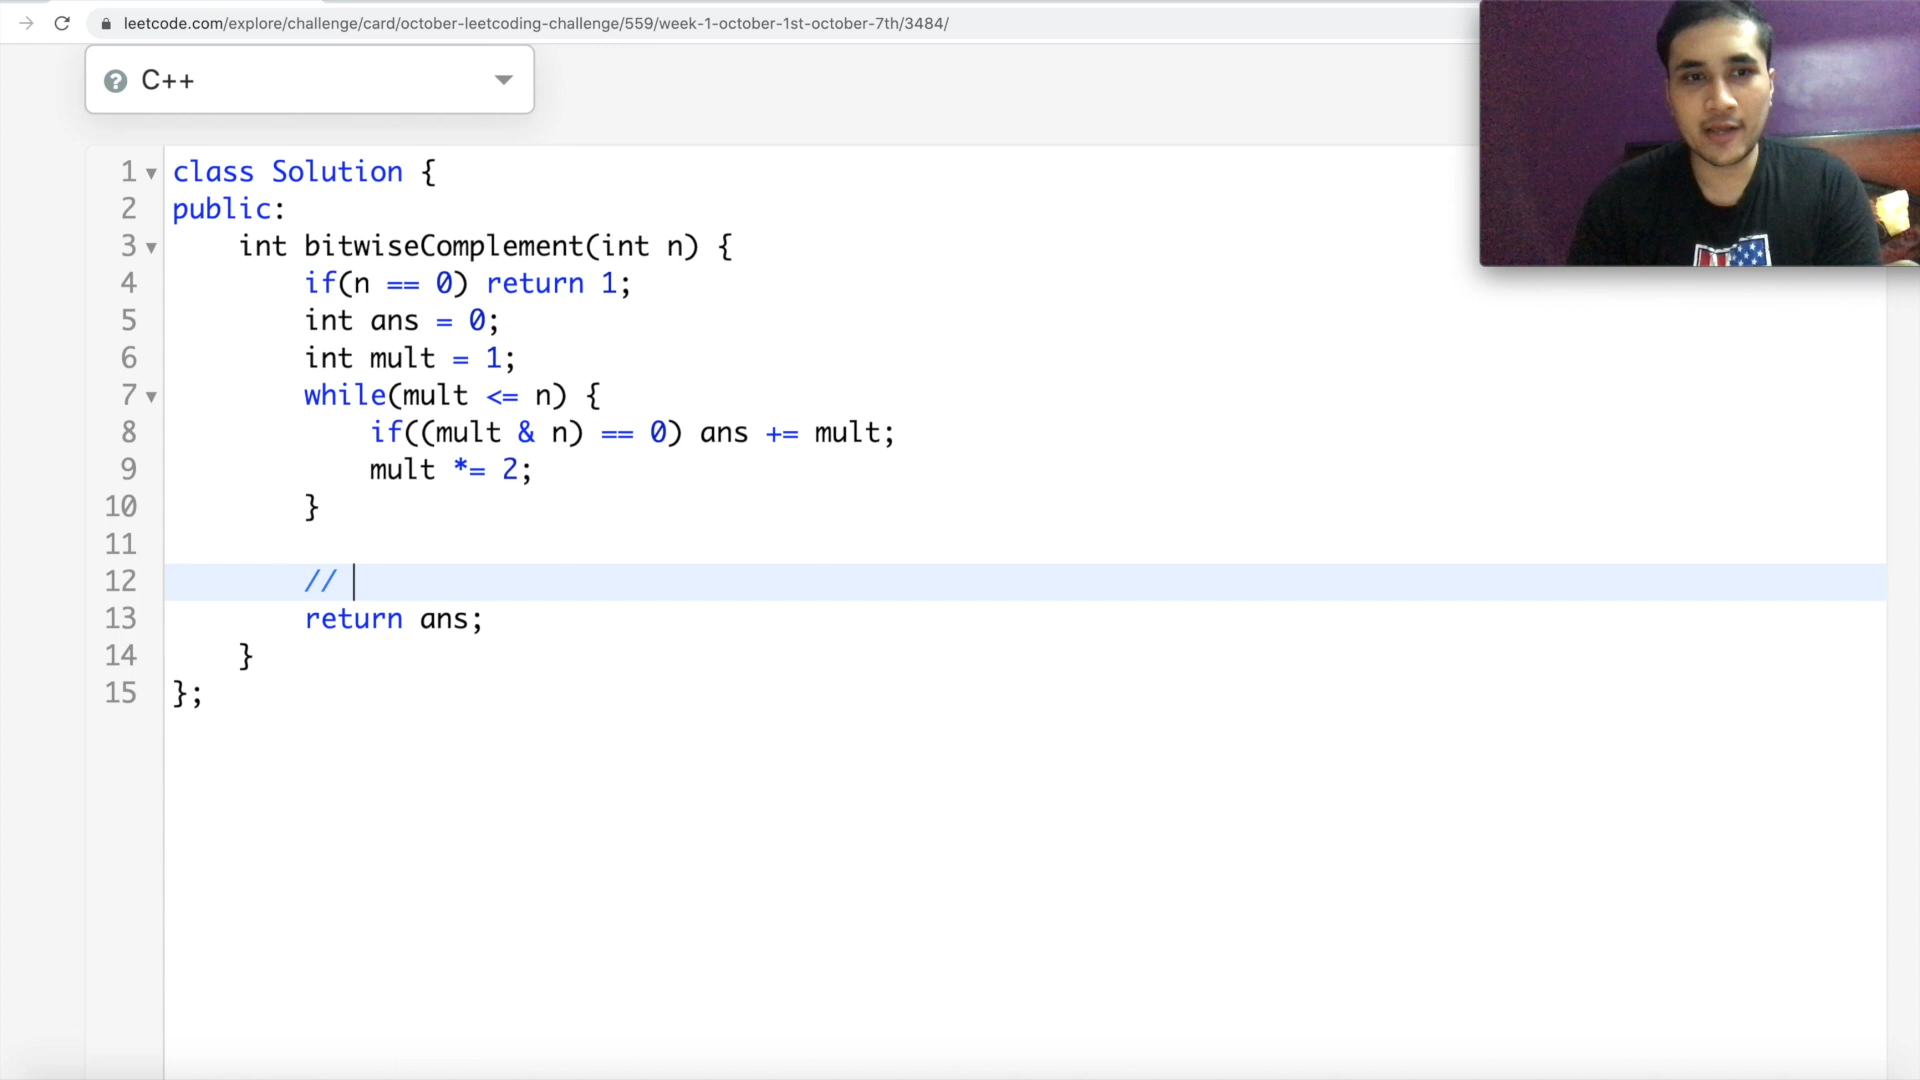 leetcode.com/explore/challenge/card/october-leetcoding-challenge/559/week-1-october-1st-october-7th/3484/
C++
1 class Solution {
2 public:
3 int bitwiseComplement(int n) {
4 if(n == 0) return 1;
5 int ans = 0;
6 int mult = 1;
7 while(mult <= n) {
8 if((mult & n) == 0) ans += mult;
9 mult *= 2;
10 }
11
12 //
13 return ans;
14 }
15 };